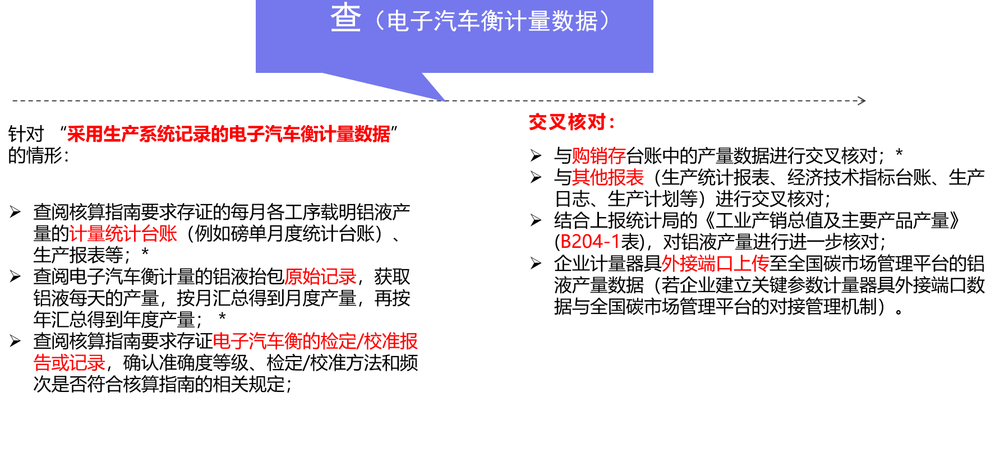 查（电子汽车衡计量数据）
针对 “采用生产系统记录的电子汽车衡计量数据”
的情形：
➢ 查阅核算指南要求存证的每月各工序载明铝液产
量的计量统计台账（例如磅单月度统计台账）、
生产报表等；*
➢ 查阅电子汽车衡计量的铝液抬包原始记录，获取
铝液每天的产量，按月汇总得到月度产量，再按
年汇总得到年度产量； *
➢ 查阅核算指南要求存证电子汽车衡的检定/校准报
告或记录，确认准确度等级、检定/校准方法和频
次是否符合核算指南的相关规定；
交叉核对：
➢ 与购销存台账中的产量数据进行交叉核对；*
➢ 与其他报表（生产统计报表、经济技术指标台账、生产
日志、生产计划等）进行交叉核对；
➢ 结合上报统计局的《工业产销总值及主要产品产量》
(B204-1表)，对铝液产量进行进一步核对；
➢ 企业计量器具外接端口上传至全国碳市场管理平台的铝
液产量数据（若企业建立关键参数计量器具外接端口数
据与全国碳市场管理平台的对接管理机制）。